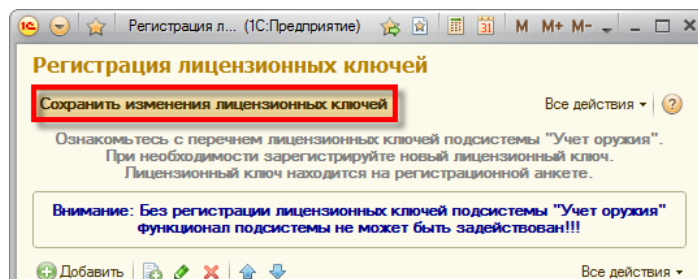 1С Регистрация л... (1С:Предприятие) 31 M M+ M-
Регистрация лицензионных ключей
Сохранить изменения лицензионных ключей Все действия ?
Ознакомьтесь с перечнем лицензионных ключей подсистемы "Учет оружия".
При необходимости зарегистрируйте новый лицензионный ключ.
Лицензионный ключ находится на регистрационной анкете.
Внимание: Без регистрации лицензионных ключей подсистемы "Учет оружия"
функционал подсистемы не может быть задействован!!!
Добавить Все действия